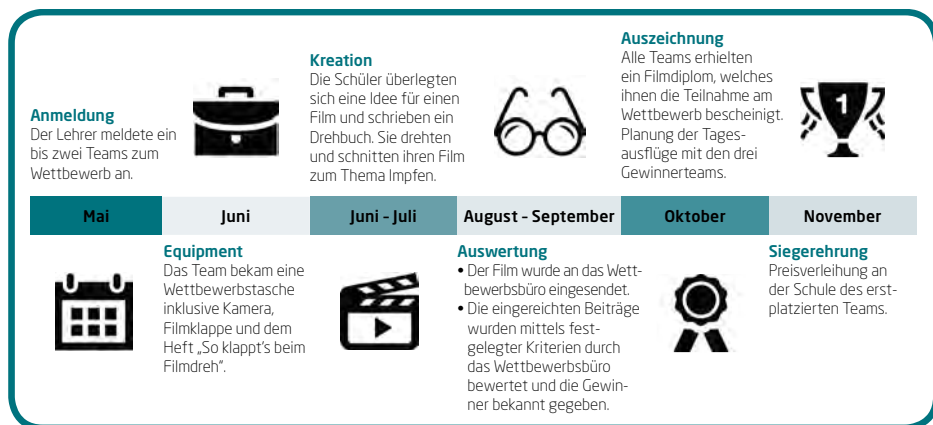 Anmeldung
Der Lehrer meldete ein
bis zwei Teams zum
Wettbewerb an.
Kreation
Die Schüler überlegten
sich eine Idee für einen
Film und schrieben ein
Drehbuch. Sie drehten
und schnitten ihren Film
zum Thema Impfen.
Auszeichnung
Alle Teams erhielten
ein Filmdiplom, welches
ihnen die Teilnahme am
Wettbewerb bescheinigt.
Planung der Tages-
ausflüge mit den drei
Gewinnerteams.
1
Mai
Juni
Juni – Juli
August – September
Oktober
November
Equipment
Das Team bekam eine
Wettbewerbstasche
inklusive Kamera,
Filmklappe und dem
Heft „So klappt's beim
Filmdreh“.
Auswertung
• Der Film wurde an das Wett-
bewerbsbüro eingesendet.
• Die eingereichten Beiträge
wurden mittels fest-
gelegter Kriterien durch
das Wettbewerbsbüro
bewertet und die Gewin-
ner bekannt gegeben.
Siegerehrung
Preisverleihung an
der Schule des erst-
platzierten Teams.